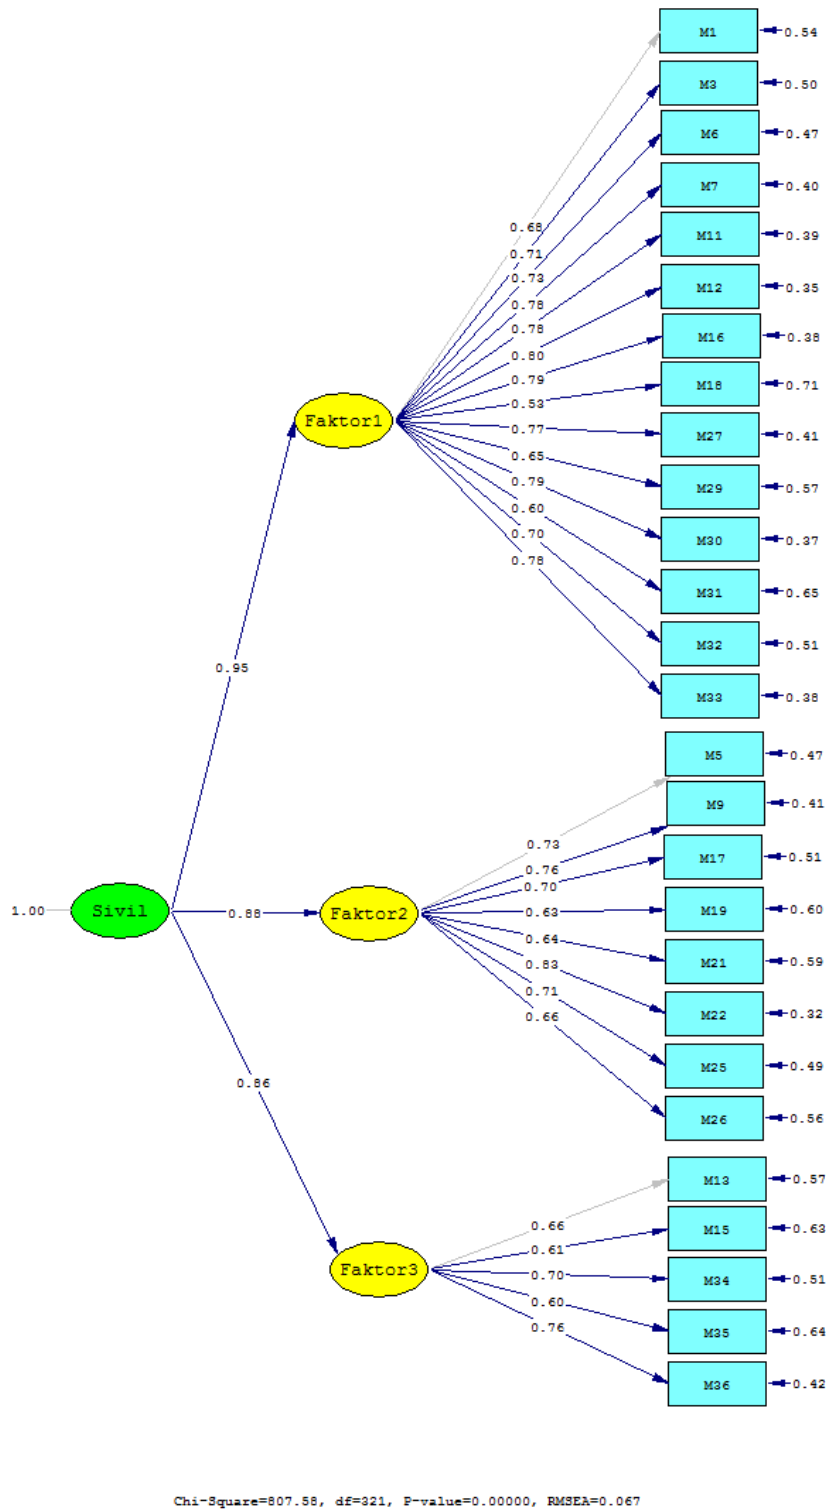 M1 0.54
M3 0.50
M6 0.47
M7 0.40
M11 0.39
M12 0.35
M16 0.38
M18 0.71
M27 0.41
M29 0.57
M30 0.37
M31 0.65
M32 0.51
M33 0.38
0.68
0.71
0.73
0.78
0.78
0.80
0.79
0.53
0.77
0.65
0.79
0.60
0.70
0.78
Faktor1
0.95
M5 0.47
M9 0.41
M17 0.51
M19 0.60
M21 0.59
M22 0.32
M25 0.49
M26 0.56
0.73
0.76
0.70
0.63
0.64
0.83
0.71
0.66
1.00 Sivil 0.88 Faktor2
0.86
M13 0.57
M15 0.63
M34 0.51
M35 0.64
M36 0.42
0.66
0.61
0.70
0.60
0.76
Faktor3
Chi-Square=807.58, df=321, P-value=0.00000, RMSEA=0.067